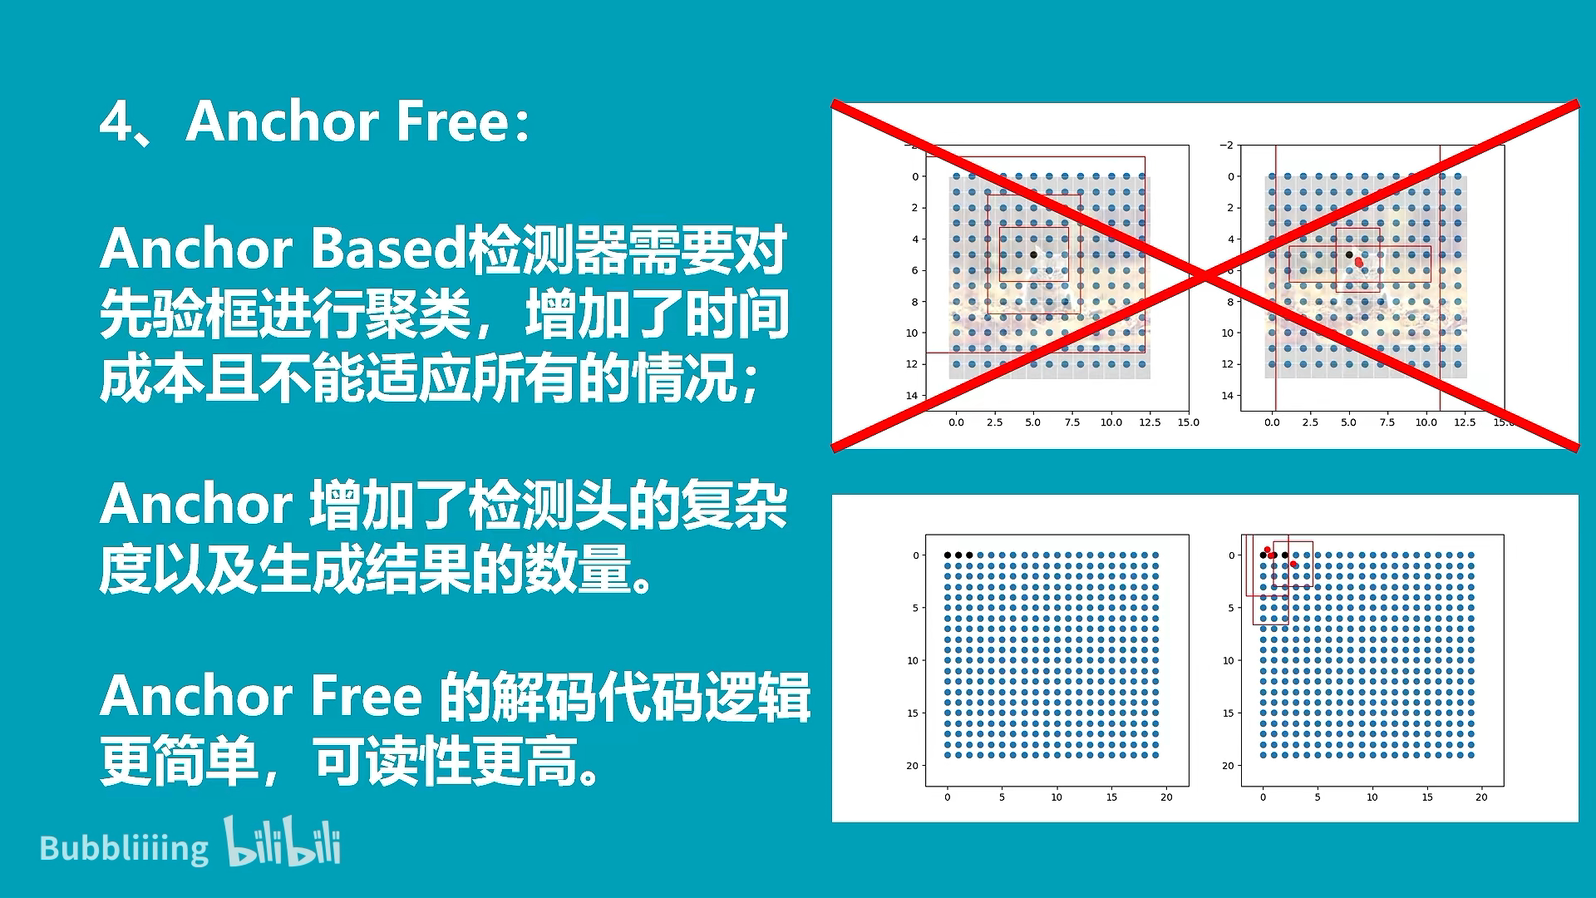 4、Anchor Free：
Anchor Based检测器需要对
先验框进行聚类，增加了时间
成本且不能适应所有的情况；
Anchor 增加了检测头的复杂
度以及生成结果的数量。
Anchor Free 的解码代码逻辑
更简单，可读性更高。
−2
0
2
4
6
8
10
12
14
0.0 2.5 5.0 7.5 10.0 12.5 15.0
−2
0
2
4
6
8
10
12
14
0.0 2.5 5.0 7.5 10.0 12.5 15.0
0
5
10
15
20
0 5 10 15 20
0
5
10
15
20
0 5 10 15 20
Bubbliiiing bilibili